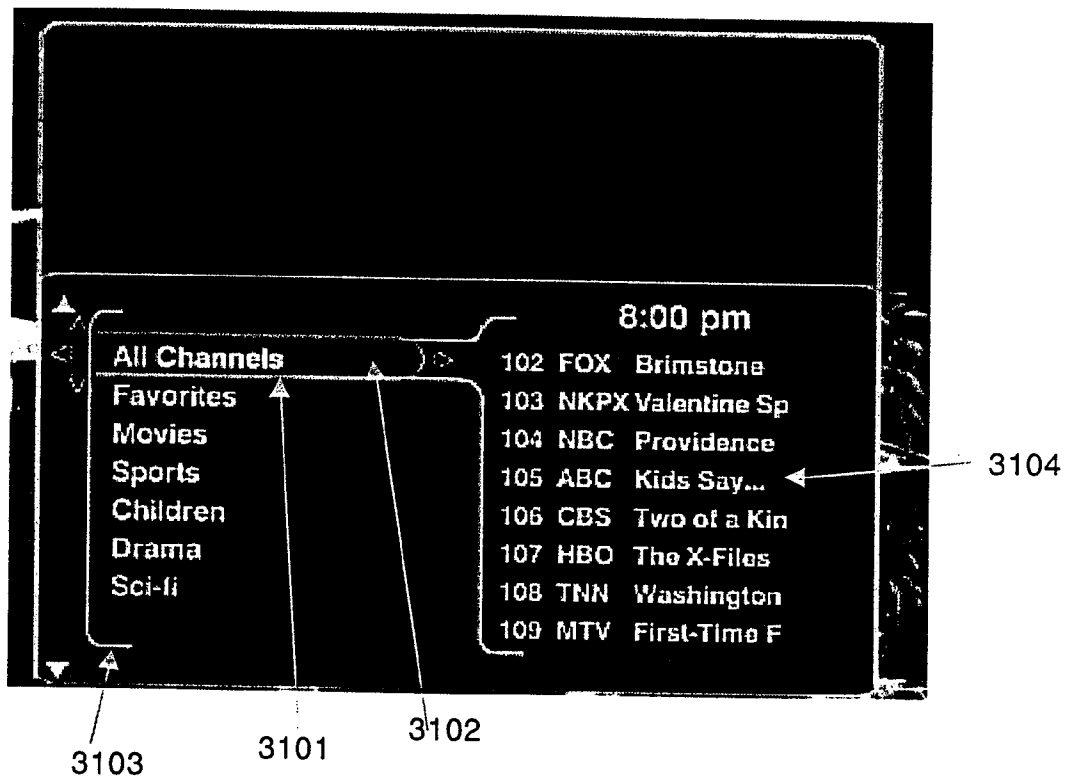 8:00 pm
All Channels
Favorites
Movies
Sports
Children
Drama
Sci-fi
102 FOX Brimstone
103 NKPX Valentine Sp
104 NBC Providence
105 ABC Kids Say...
106 CBS Two of a Kin
107 HBO The X-Files
108 TNN Washington
109 MTV First-Time F
3104
3103
3101
3102